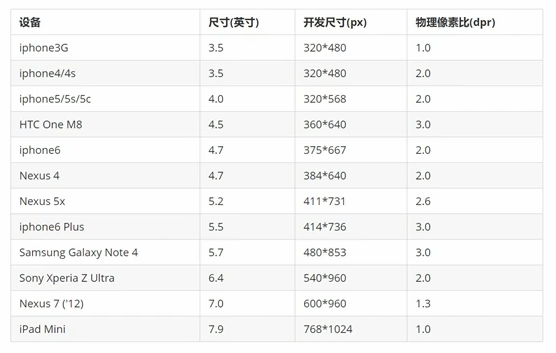 设备 尺寸(英寸) 开发尺寸(px) 物理像素比(dpr)
iphone3G 3.5 320*480 1.0
iphone4/4s 3.5 320*480 2.0
iphone5/5s/5c 4.0 320*568 2.0
HTC One M8 4.5 360*640 3.0
iphone6 4.7 375*667 2.0
Nexus 4 4.7 384*640 2.0
Nexus 5x 5.2 411*731 2.6
iphone6 Plus 5.5 414*736 3.0
Samsung Galaxy Note 4 5.7 480*853 3.0
Sony Xperia Z Ultra 6.4 540*960 2.0
Nexus 7 ('12) 7.0 600*960 1.3
iPad Mini 7.9 768*1024 1.0